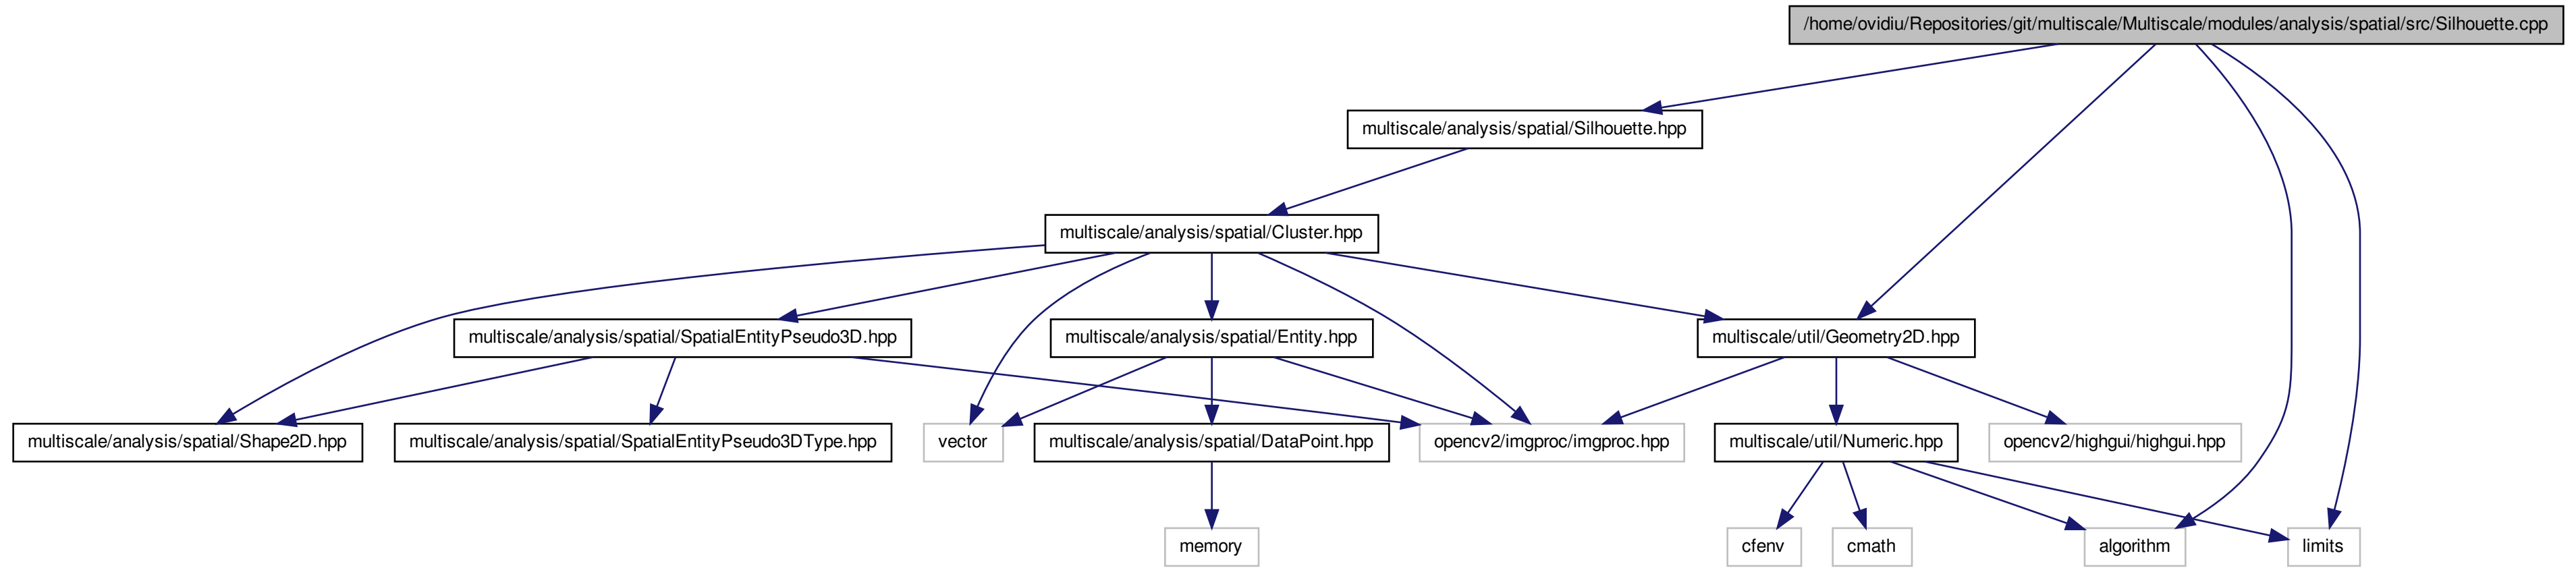 /home/ovidiu/Repositories/git/multiscale/Multiscale/modules/analysis/spatial/src/Silhouette.cpp
multiscale/analysis/spatial/Silhouette.hpp
multiscale/analysis/spatial/Cluster.hpp
multiscale/analysis/spatial/SpatialEntityPseudo3D.hpp
multiscale/analysis/spatial/Entity.hpp
multiscale/util/Geometry2D.hpp
multiscale/analysis/spatial/Shape2D.hpp
multiscale/analysis/spatial/SpatialEntityPseudo3DType.hpp
vector
multiscale/analysis/spatial/DataPoint.hpp
opencv2/imgproc/imgproc.hpp
multiscale/util/Numeric.hpp
opencv2/highgui/highgui.hpp
memory
cfenv
cmath
algorithm
limits